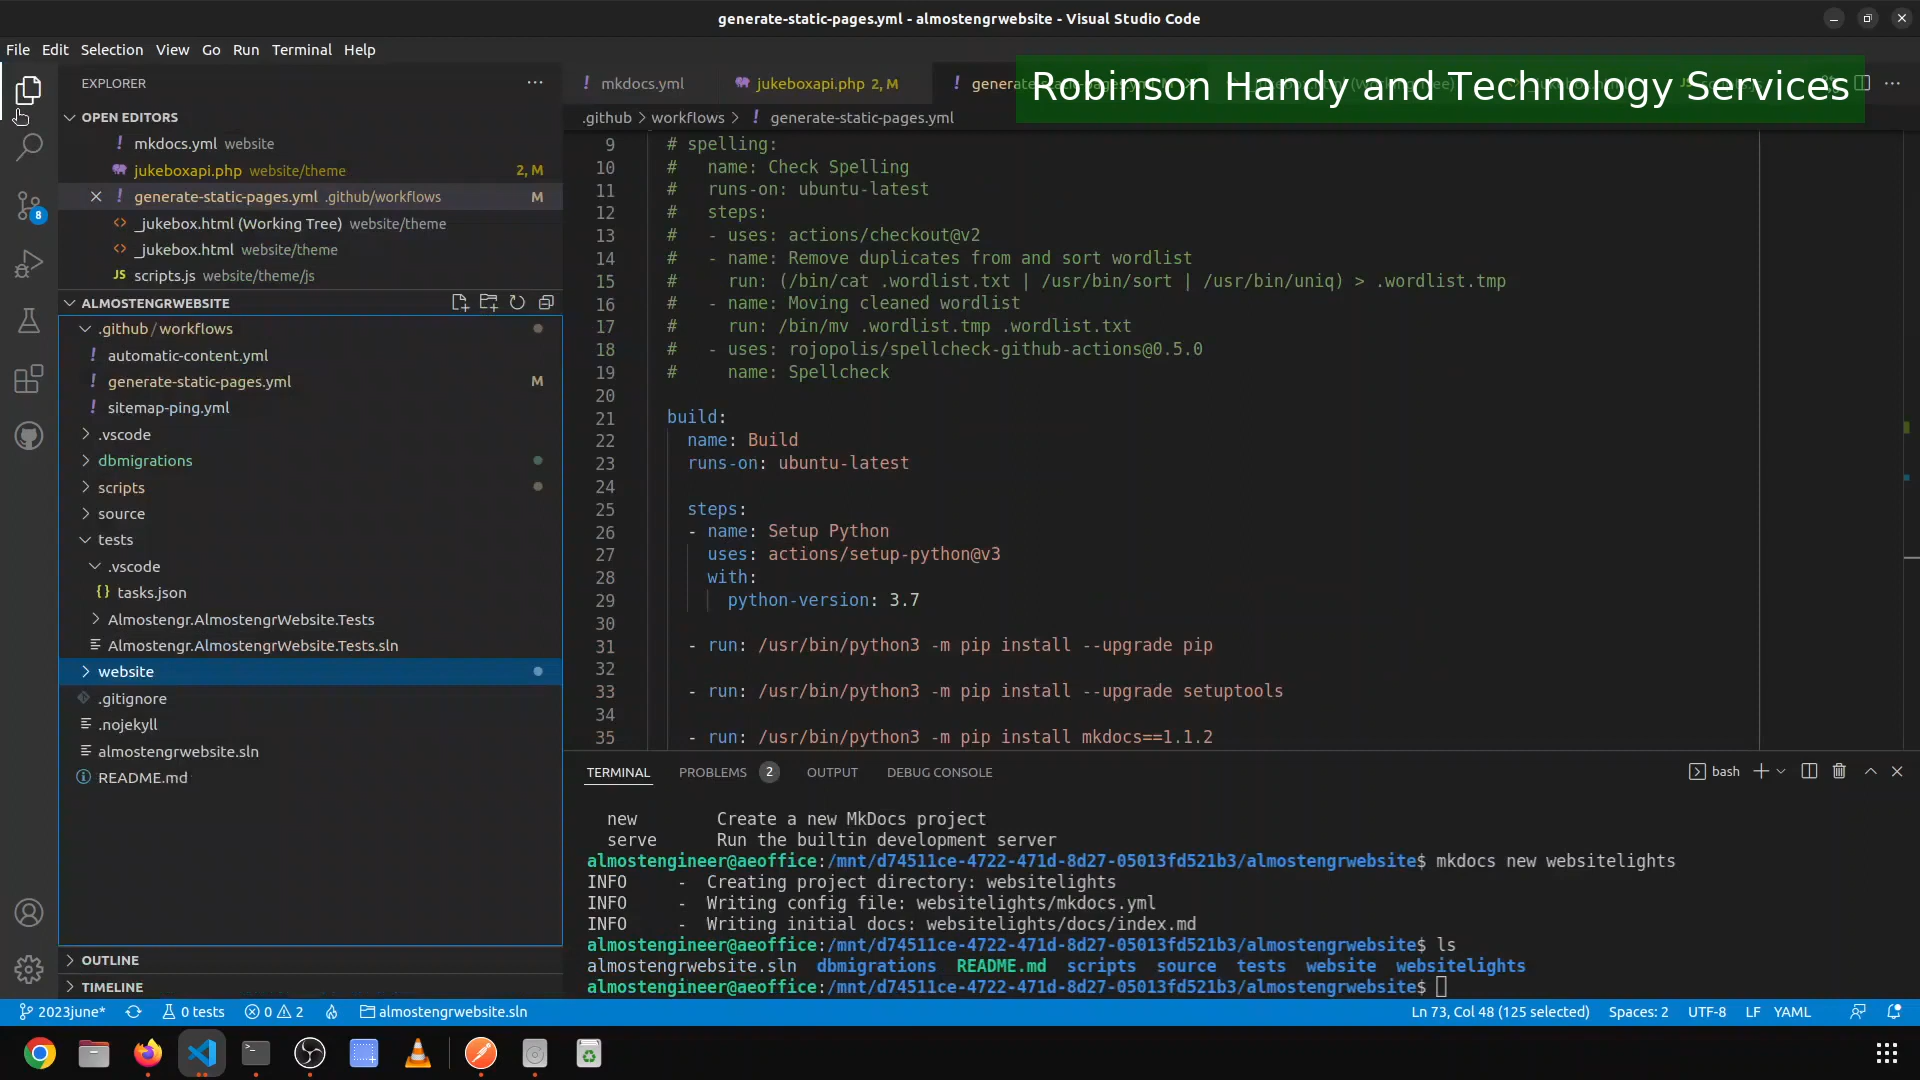 generate-static-pages.yml - almostengrwebsite - Visual Studio Code
File Edit Selection View Go Run Terminal Help
Robinson Handy and Technology Services
EXPLORER
mkdocs.yml
jukeboxapi.php 2, M
OPEN EDITORS
mkdocs.yml website
jukeboxapi.php website/theme 2, M
generate-static-pages.yml .github/workflows M
_jukebox.html (Working Tree) website/theme
_jukebox.html website/theme
JS scripts.js website/theme/js
8
ALMOSTENGRWEBSITE
.github/workflows
automatic-content.yml
generate-static-pages.yml M
sitemap-ping.yml
.vscode
dbmigrations
scripts
source
tests
.vscode
{} tasks.json
Almostengr.AlmostengrWebsite.Tests
Almostengr.AlmostengrWebsite.Tests.sln
website
.gitignore
.nojekyll
almostengrwebsite.sln
README.md
OUTLINE
TIMELINE
.github > workflows > ! generate-static-pages.yml
9 # spelling:
10 # name: Check Spelling
11 # runs-on: ubuntu-latest
12 # steps:
13 # - uses: actions/checkout@v2
14 # - name: Remove duplicates from and sort wordlist
15 # run: (/bin/cat .wordlist.txt | /usr/bin/sort | /usr/bin/uniq) > .wordlist.tmp
16 # - name: Moving cleaned wordlist
17 # run: /bin/mv .wordlist.tmp .wordlist.txt
18 # - uses: rojopolis/spellcheck-github-actions@0.5.0
19 # name: Spellcheck
20
21 build:
22 name: Build
23 runs-on: ubuntu-latest
24
25 steps:
26 - name: Setup Python
27 uses: actions/setup-python@v3
28 with:
29 python-version: 3.7
30
31 - run: /usr/bin/python3 -m pip install --upgrade pip
32
33 - run: /usr/bin/python3 -m pip install --upgrade setuptools
34
35 - run: /usr/bin/python3 -m pip install mkdocs==1.1.2
TERMINAL PROBLEMS 2 OUTPUT DEBUG CONSOLE bash
new Create a new MkDocs project
serve Run the builtin development server
almostengineer@aeoffice:/mnt/d74511ce-4722-471d-8d27-05013fd521b3/almostengrwebsite$ mkdocs new websitelights
INFO - Creating project directory: websitelights
INFO - Writing config file: websitelights/mkdocs.yml
INFO - Writing initial docs: websitelights/docs/index.md
almostengineer@aeoffice:/mnt/d74511ce-4722-471d-8d27-05013fd521b3/almostengrwebsite$ ls
almostengrwebsite.sln dbmigrations README.md scripts source tests website websitelights
almostengineer@aeoffice:/mnt/d74511ce-4722-471d-8d27-05013fd521b3/almostengrwebsite$
2023june* 0 tests 0 2 almostengrwebsite.sln Ln 73, Col 48 (125 selected) Spaces: 2 UTF-8 LF YAML